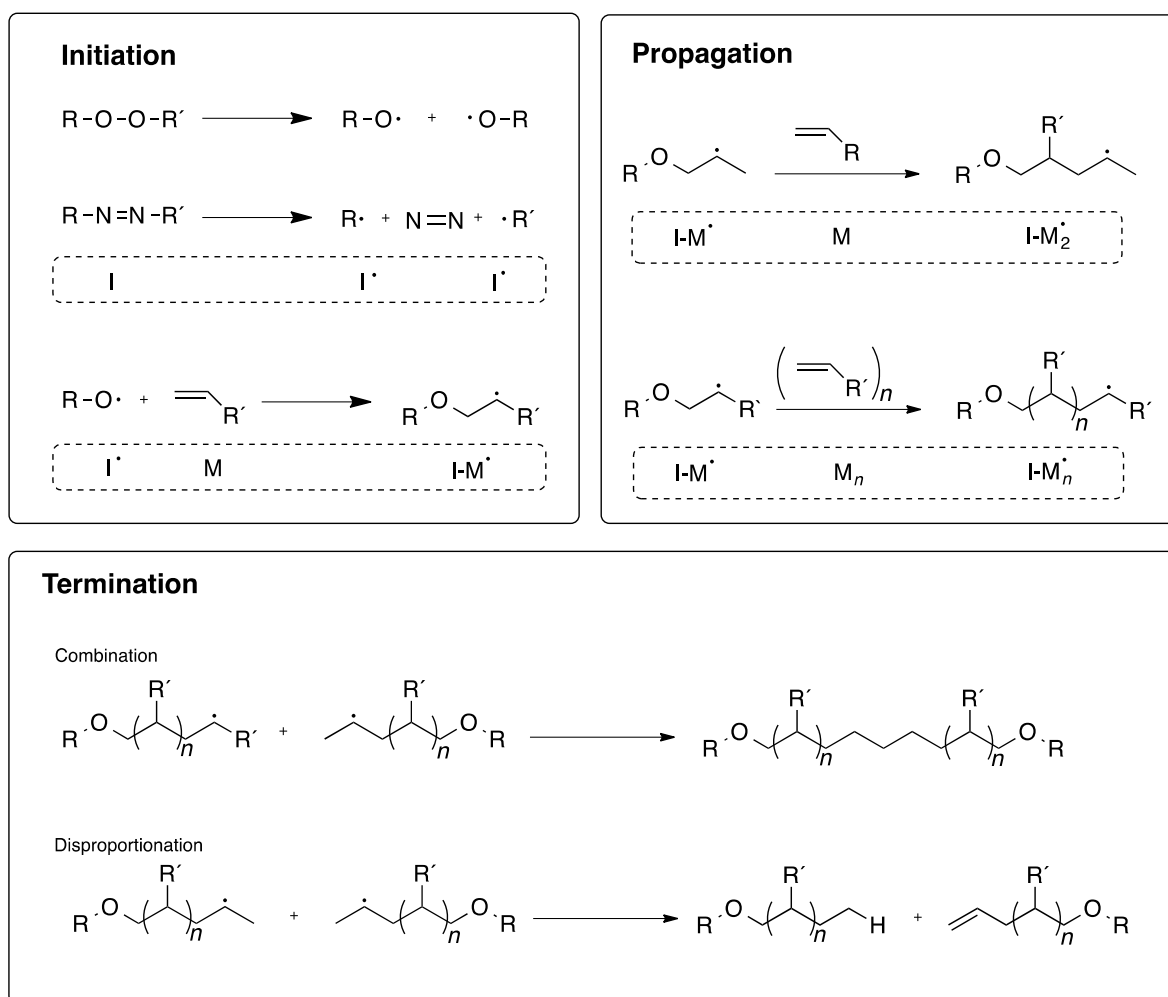 Initiation
R-O-O-R´ R-O· + ·O-R
R-N=N-R´ R· + N=N + ·R´
I I· I·
R-O· + R´ R O R´
I· M I-M·
Propagation
R O R R O R´
I-M· M I-M·2
R O R' ( R´ )n R O ( R´ )n R´
I-M· Mn I-M·n
Termination
Combination
R O ( R´ )n R´ + ( R´ )n O R R O ( R´ )n ( R´ )n O R
Disproportionation
R O ( R´ )n + ( R´ )n O R R O ( R´ )n H + ( R´ )n O R